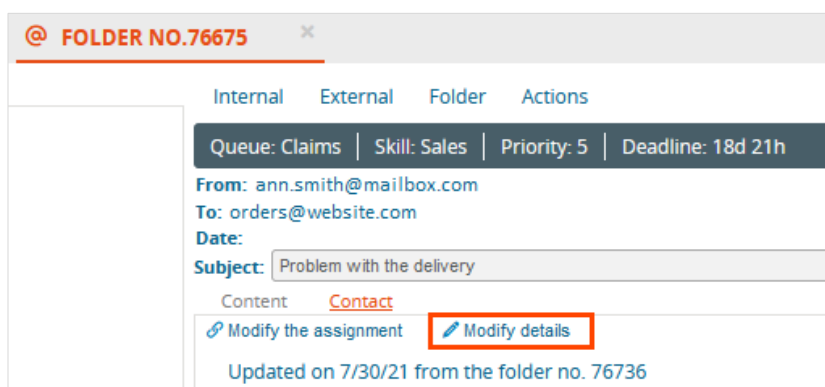 @ FOLDER NO.76675 ×
Internal External Folder Actions
Queue: Claims | Skill: Sales | Priority: 5 | Deadline: 18d 21h
From: ann.smith@mailbox.com
To: orders@website.com
Date:
Subject: Problem with the delivery
Content Contact
Modify the assignment Modify details
Updated on 7/30/21 from the folder no. 76736